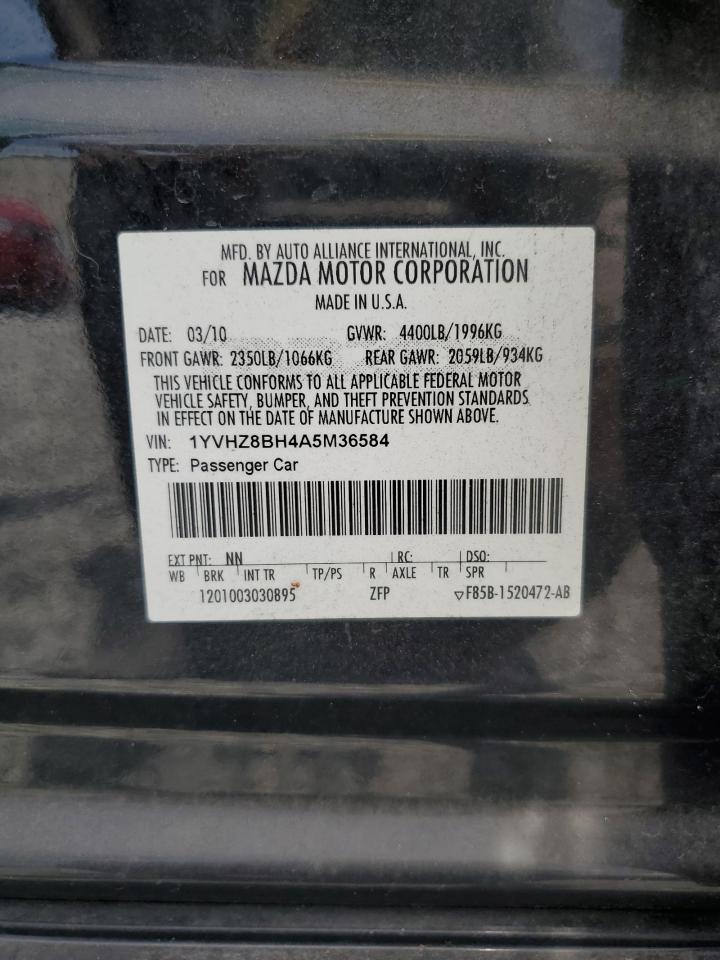 MFD. BY AUTO ALLIANCE INTERNATIONAL, INC.
FOR MAZDA MOTOR CORPORATION
MADE IN U.S.A.
DATE: 03/10 GVWR: 4400LB/1996KG
FRONT GAWR: 2350LB/1066KG REAR GAWR: 2059LB/934KG
THIS VEHICLE CONFORMS TO ALL APPLICABLE FEDERAL MOTOR
VEHICLE SAFETY, BUMPER, AND THEFT PREVENTION STANDARDS
IN EFFECT ON THE DATE OF MANUFACTURE SHOWN ABOVE.
VIN: 1YVHZ8BH4A5M36584
TYPE: Passenger Car
EXT PNT: NN RC: DSO:
WB BRK INT TR TP/PS R AXLE TR SPR
1201003030895 ZFP ▽F85B-1520472-AB